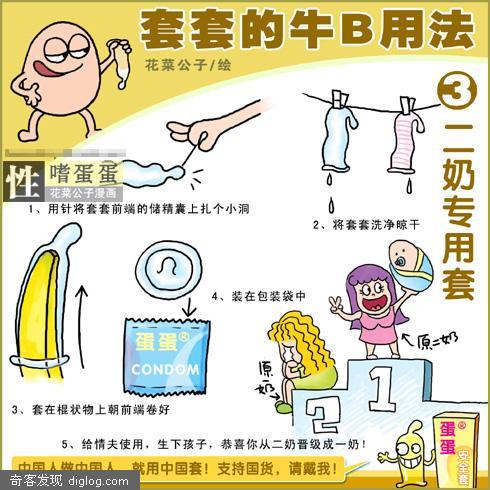 套套的牛B用法
花菜公子/绘
③二奶专用套
性 嗜蛋蛋
花菜公子漫画
1、用针将套套前端的储精囊上扎个小洞
2、将套套洗净晾干
3、套在棍状物上朝前端卷好
4、装在包装袋中
蛋蛋®
CONDOM
原一奶
原二奶
1
2
5、给情夫使用，生下孩子，恭喜你从二奶晋级成一奶！
蛋蛋®
安全套
中国人做中国人，就用中国套！支持国货，请戴我！
奇客发现 diglog.com